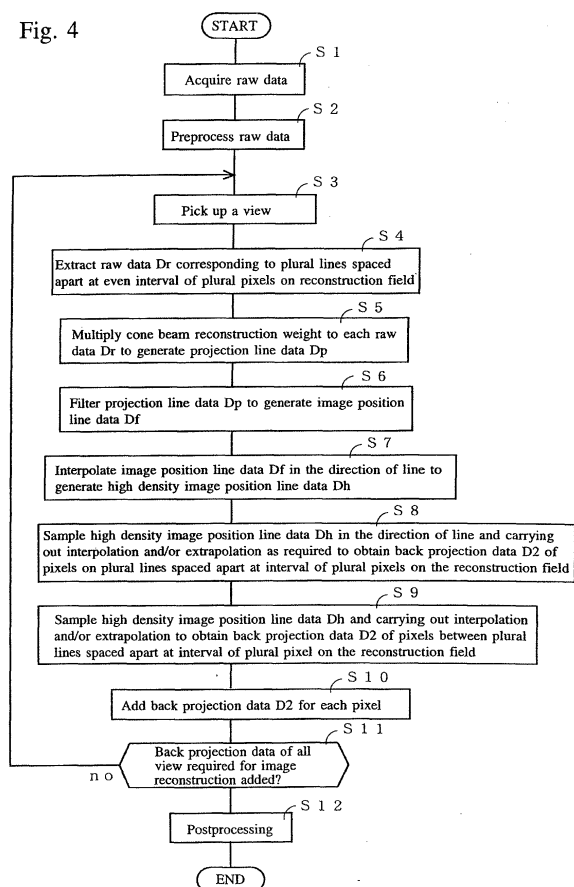 Fig. 4
START
S 1
Acquire raw data
S 2
Preprocess raw data
S 3
Pick up a view
S 4
Extract raw data Dr corresponding to plural lines spaced
apart at even interval of plural pixels on reconstruction field
S 5
Multiply cone beam reconstruction weight to each raw
data Dr to generate projection line data Dp
S 6
Filter projection line data Dp to generate image position
line data Df
S 7
Interpolate image position line data Df in the direction of line to
generate high density image position line data Dh
S 8
Sample high density image position line data Dh in the direction of line and carrying
out interpolation and/or extrapolation as required to obtain back projection data D2 of
pixels on plural lines spaced apart at interval of plural pixels on the reconstruction field
S 9
Sample high density image position line data Dh and carrying out interpolation
and/or extrapolation to obtain back projection data D2 of pixels between plural
lines spaced apart at interval of plural pixel on the reconstruction field
S 1 0
Add back projection data D2 for each pixel
S 1 1
Back projection data of all
view required for image
reconstruction added?
n o
S 1 2
Postprocessing
END